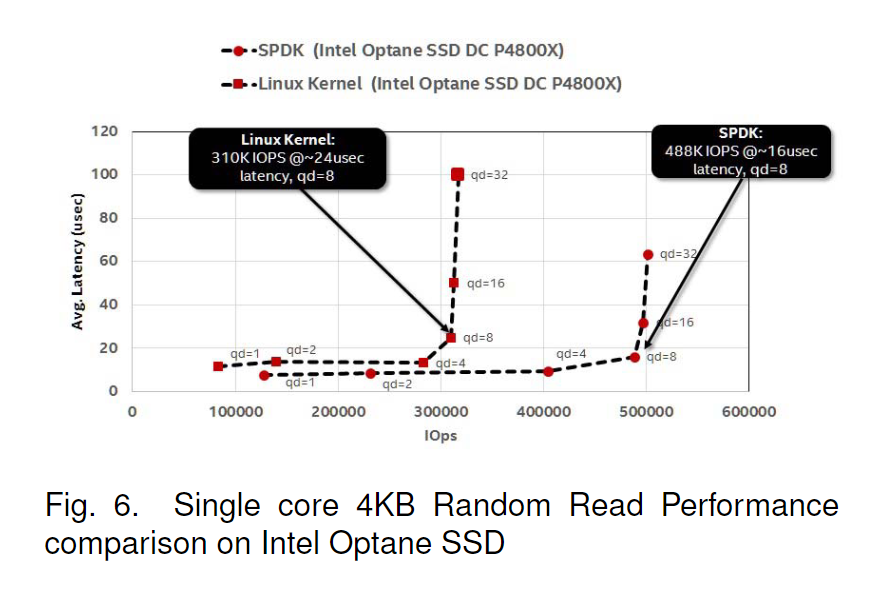 SPDK (Intel Optane SSD DC P4800X)
Linux Kernel (Intel Optane SSD DC P4800X)
120
100
80
60
40
20
0
Avg. Latency (usec)
Linux Kernel:
310K IOPS @~24usec
latency, qd=8
SPDK:
488K IOPS @~16usec
latency, qd=8
qd=32
qd=16
qd=8
qd=1
qd=2
qd=4
qd=32
qd=16
qd=8
qd=4
qd=1
qd=2
0 100000 200000 300000 400000 500000 600000
IOps
Fig. 6. Single core 4KB Random Read Performance
comparison on Intel Optane SSD